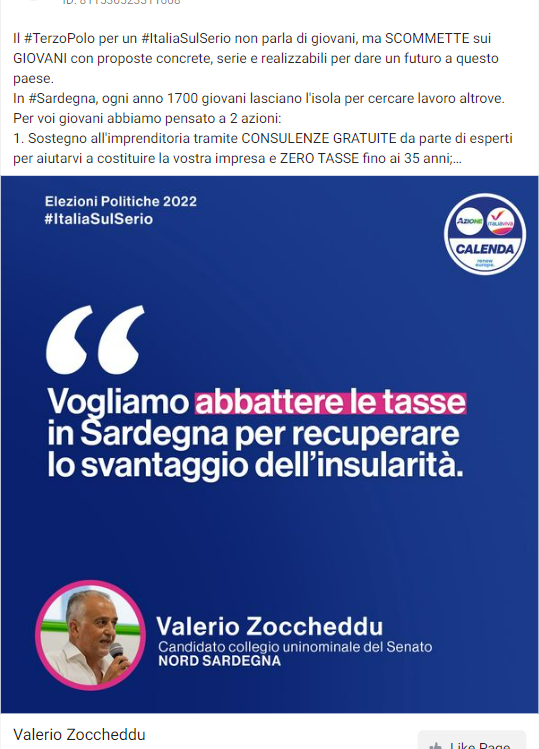 ID: 811530523311668
Il #TerzoPolo per un #ItaliaSulSerio non parla di giovani, ma SCOMMETTE sui
GIOVANI con proposte concrete, serie e realizzabili per dare un futuro a questo
paese.
In #Sardegna, ogni anno 1700 giovani lasciano l'isola per cercare lavoro altrove.
Per voi giovani abbiamo pensato a 2 azioni:
1. Sostegno all'imprenditoria tramite CONSULENZE GRATUITE da parte di esperti
per aiutarvi a costituire la vostra impresa e ZERO TASSE fino ai 35 anni;...
Elezioni Politiche 2022
#ItaliaSulSerio
AZIONE
ITALIA VIVA
CALENDA
renew
europe.
“
Vogliamo abbattere le tasse
in Sardegna per recuperare
lo svantaggio dell'insularità.
Valerio Zoccheddu
Candidato collegio uninominale del Senato
NORD SARDEGNA
Valerio Zoccheddu
Like Page